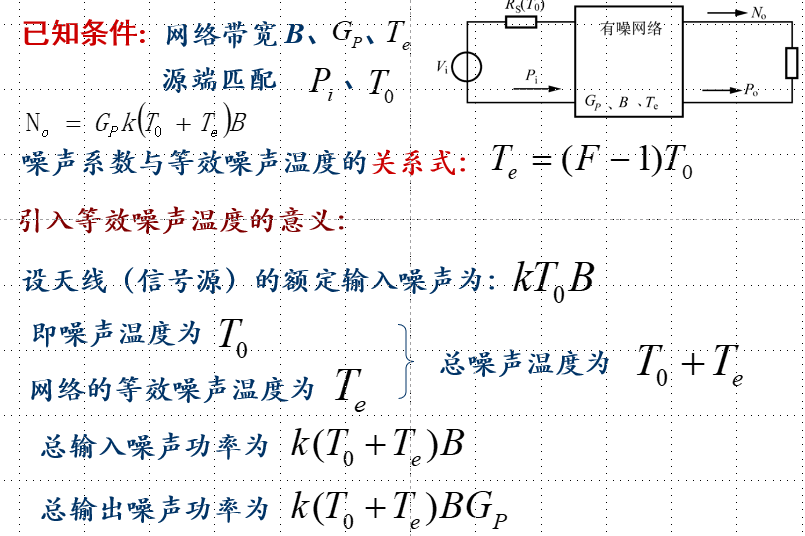 已知条件: 网络带宽 B、G_P、T_e
源端匹配 P_i、T_0
N_o = G_P k(T_0 + T_e)B
R_S(T_0)
V_i
P_i
有噪网络
G_P、B、T_e
N_o
P_o
噪声系数与等效噪声温度的关系式: T_e = (F − 1)T_0
引入等效噪声温度的意义:
设天线（信号源）的额定输入噪声为: kT_0B
即噪声温度为 T_0
网络的等效噪声温度为 T_e
总噪声温度为 T_0 + T_e
总输入噪声功率为 k(T_0 + T_e)B
总输出噪声功率为 k(T_0 + T_e)BG_P